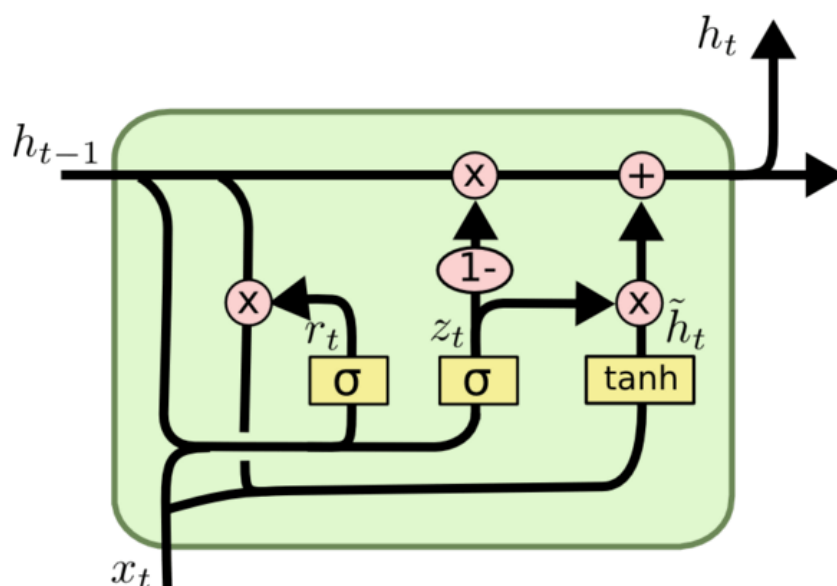 h_t
h_{t-1}
x +
1-
x x
r_t z_t h̃_t
σ σ tanh
x_t